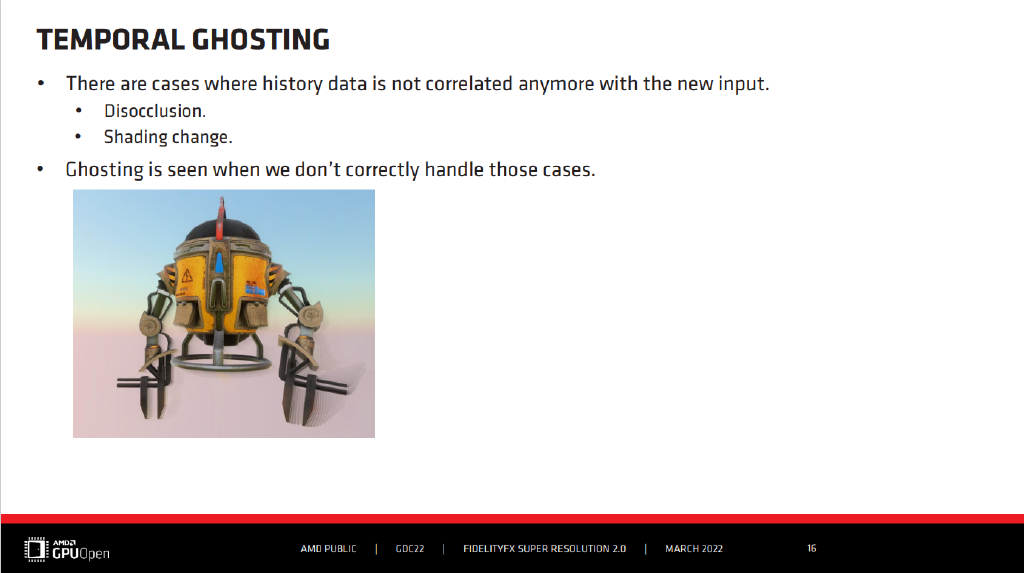 TEMPORAL GHOSTING
• There are cases where history data is not correlated anymore with the new input.
• Disocclusion.
• Shading change.
• Ghosting is seen when we don’t correctly handle those cases.
AMD
GPUOpen
AMD PUBLIC | GDC22 | FIDELITYFX SUPER RESOLUTION 2.0 | MARCH 2022
16